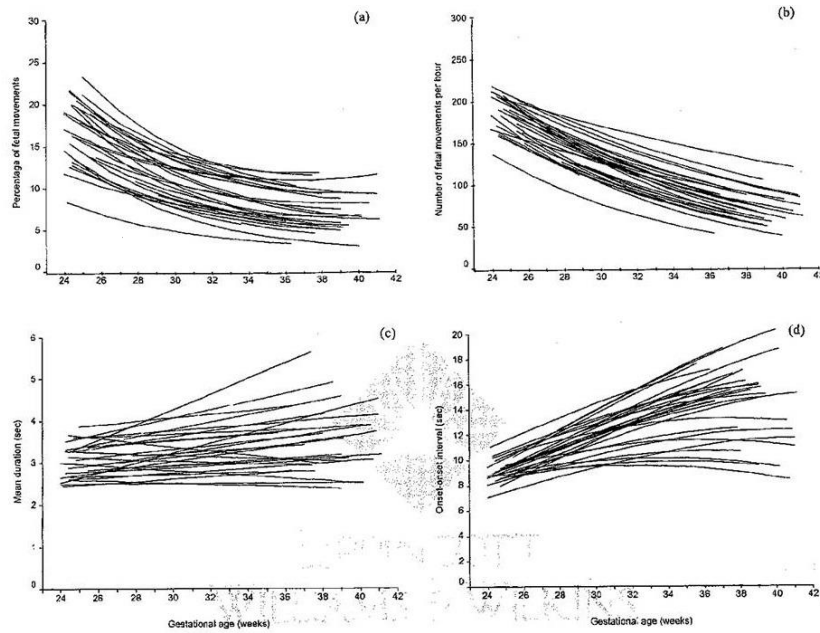 (a)
Percentage of fetal movements
30
25
20
15
10
5
0
24 26 28 30 32 34 36 38 40 42
(b)
Number of fetal movements per hour
300
200
150
100
50
0
24 26 28 30 32 34 36 38 40 42
(c)
Mean duration (sec)
6
5
4
3
2
1
0
24 26 28 30 32 34 36 38 40 42
Gestational age (weeks)
(d)
Onset-onset interval (sec)
20
18
16
14
12
10
8
6
4
2
0
24 26 28 30 32 34 36 38 40 42
Gestational age (weeks)